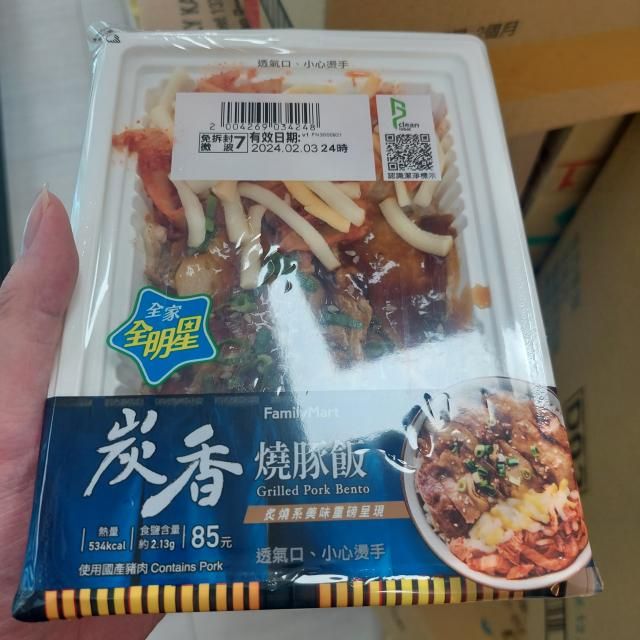 透氣口、小心燙手
2 004269 034248
免拆封 微波 7 有效日期: v1 FN3000921
2024.02.03 24時
clean label
認識潔淨標示
全家
全明星
FamilyMart
炭香 燒豚飯
Grilled Pork Bento
炙燒系美味重磅呈現
熱量 534kcal
食鹽含量 約2.13g
85元
透氣口、小心燙手
使用國產豬肉 Contains Pork